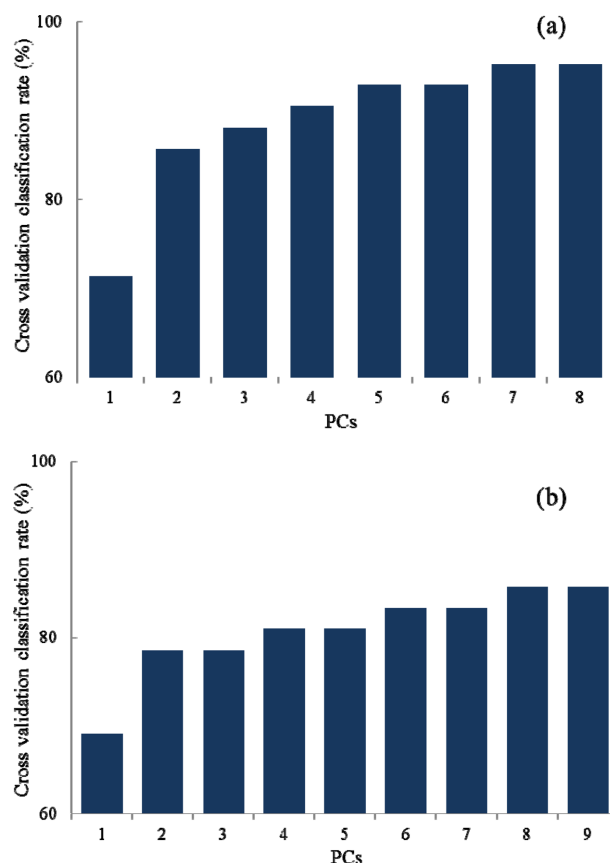 (a)
Cross validation classification rate (%)
100
80
60
1 2 3 4 5 6 7 8
PCs
(b)
Cross validation classification rate (%)
100
80
60
1 2 3 4 5 6 7 8 9
PCs